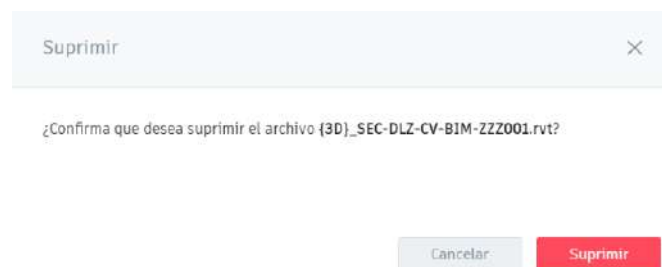 Suprimir
¿Confirma que desea suprimir el archivo {3D}_SEC-DLZ-CV-BIM-ZZZ001.rvt?
Cancelar
Suprimir